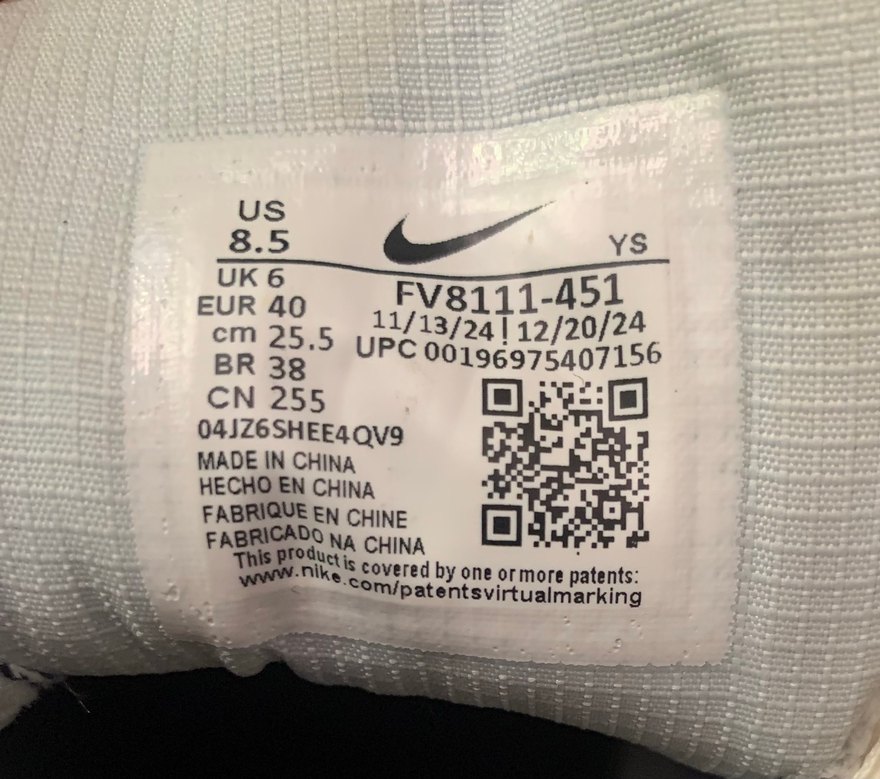 US
8.5
YS
UK 6
EUR 40
cm 25.5
BR 38
CN 255
FV8111-451
11/13/24 | 12/20/24
UPC 00196975407156
04JZ6SHEE4QV9
MADE IN CHINA
HECHO EN CHINA
FABRIQUE EN CHINE
FABRICADO NA CHINA
This product is covered by one or more patents:
www.nike.com/patentsvirtualmarking